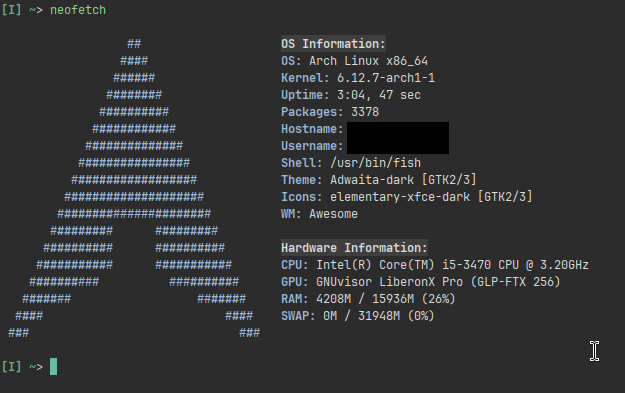 [I] ~> neofetch
##
####
######
########
##########
############
##############
################
##################
####################
######################
#########      #########
##########      ##########
###########      ###########
##########          ##########
#######                  #######
####                          ####
###                              ###
OS Information:
OS: Arch Linux x86_64
Kernel: 6.12.7-arch1-1
Uptime: 3:04, 47 sec
Packages: 3378
Hostname:
Username:
Shell: /usr/bin/fish
Theme: Adwaita-dark [GTK2/3]
Icons: elementary-xfce-dark [GTK2/3]
WM: Awesome
Hardware Information:
CPU: Intel(R) Core(TM) i5-3470 CPU @ 3.20GHz
GPU: GNUvisor LiberonX Pro (GLP-FTX 256)
RAM: 4208M / 15936M (26%)
SWAP: 0M / 31948M (0%)
[I] ~>